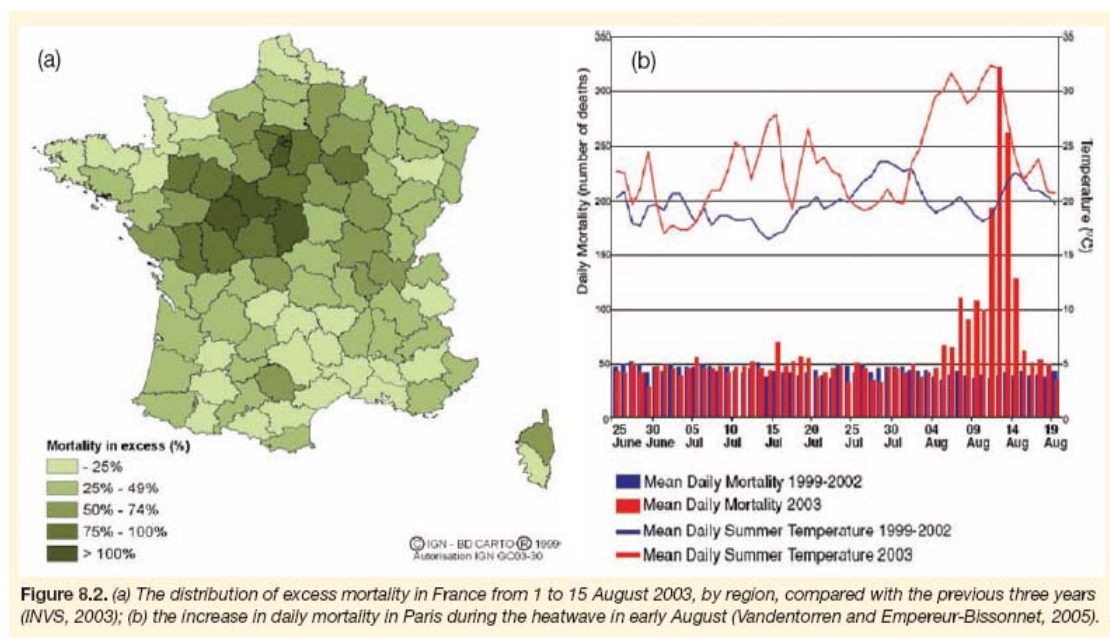 (a)
Mortality in excess (%)
- 25%
25% - 49%
50% - 74%
75% - 100%
> 100%
Ⓒ IGN - BD CARTO Ⓡ 1999
Autorisation IGN GC03-30
(b)
Daily Mortality (number of deaths)
350
300
250
200
150
100
50
0
35
30
25
20
15
10
5
0
Temperature (°C)
25 30 05 10 15 20 25 30 04 09 14 19
June June Jul Jul Jul Jul Jul Jul Aug Aug Aug Aug
Mean Daily Mortality 1999-2002
Mean Daily Mortality 2003
Mean Daily Summer Temperature 1999-2002
Mean Daily Summer Temperature 2003
Figure 8.2. (a) The distribution of excess mortality in France from 1 to 15 August 2003, by region, compared with the previous three years
(INVS, 2003); (b) the increase in daily mortality in Paris during the heatwave in early August (Vandentorren and Empereur-Bissonnet, 2005).